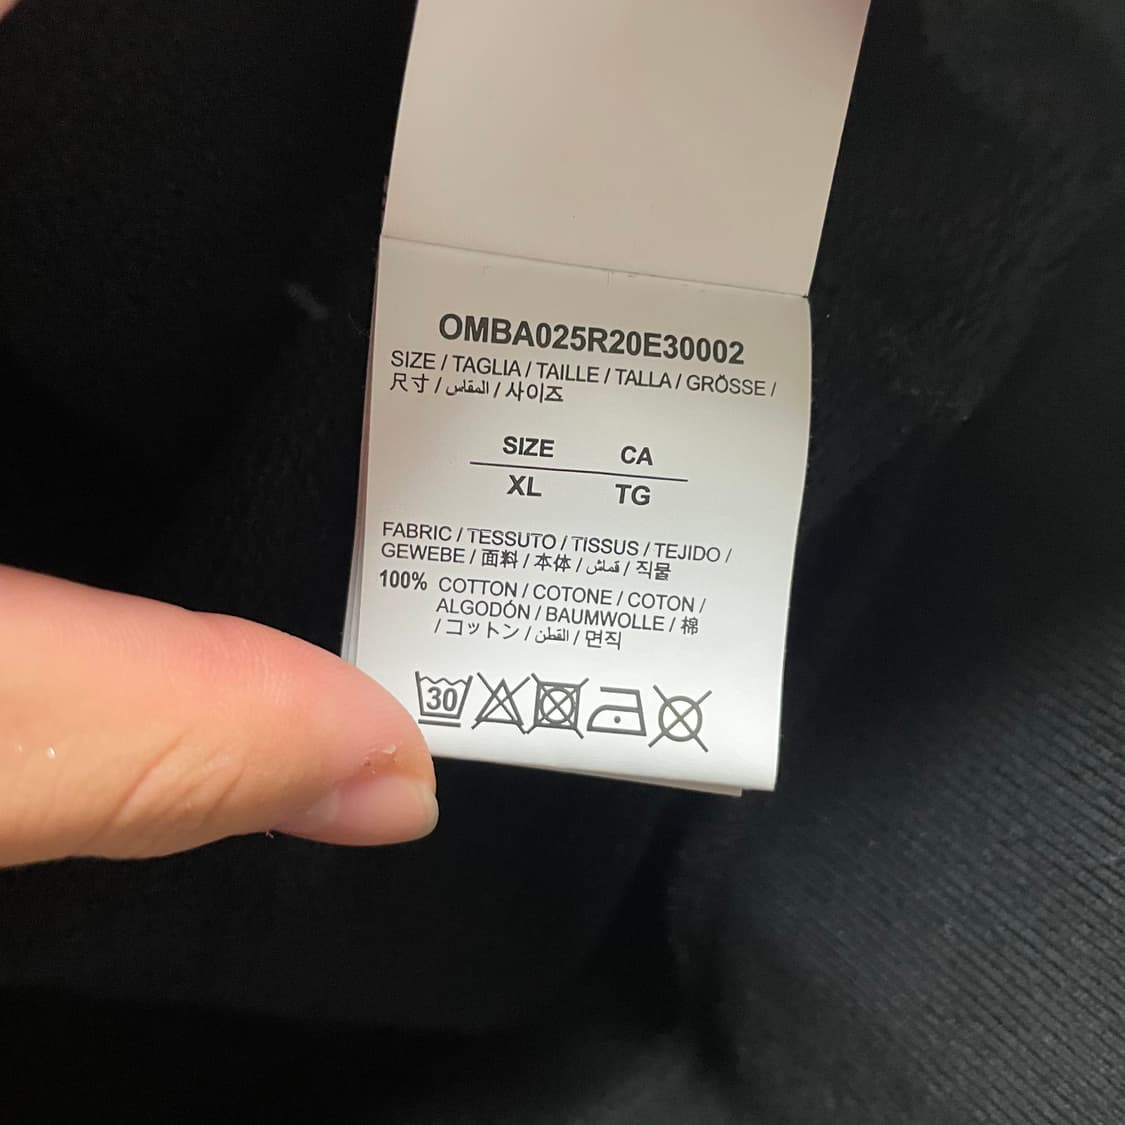 OMBA025R20E30002
SIZE / TAGLIA / TAILLE / TALLA / GRÖSSE /
尺寸 / المقاس / 사이즈
SIZE CA
XL TG
FABRIC / TESSUTO / TISSUS / TEJIDO /
GEWEBE / 面料 / 本体 / قماش / 직물
100% COTTON / COTONE / COTON /
ALGODÓN / BAUMWOLLE / 棉
/ コットン / القطن / 면직
30